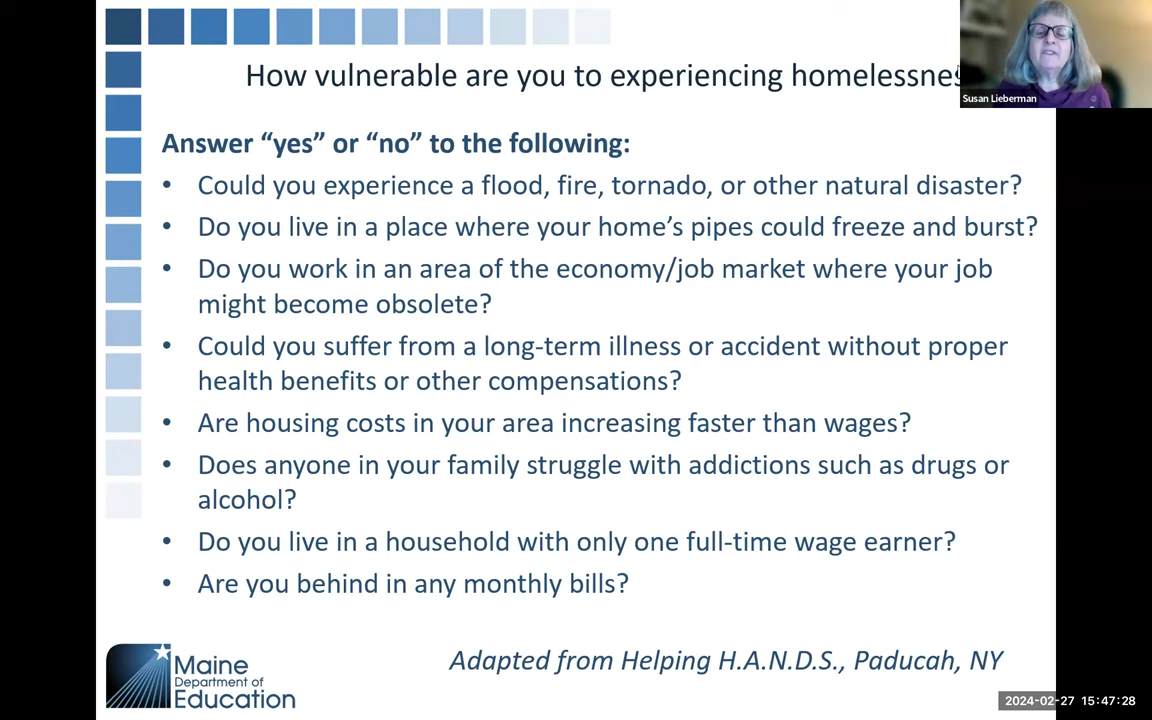 How vulnerable are you to experiencing homelessnes
Susan Lieberman
Answer “yes” or “no” to the following:
• Could you experience a flood, fire, tornado, or other natural disaster?
• Do you live in a place where your home’s pipes could freeze and burst?
• Do you work in an area of the economy/job market where your job
might become obsolete?
• Could you suffer from a long-term illness or accident without proper
health benefits or other compensations?
• Are housing costs in your area increasing faster than wages?
• Does anyone in your family struggle with addictions such as drugs or
alcohol?
• Do you live in a household with only one full-time wage earner?
• Are you behind in any monthly bills?
Maine
Department of
Education
Adapted from Helping H.A.N.D.S., Paducah, NY
2024-02-27 15:47:28